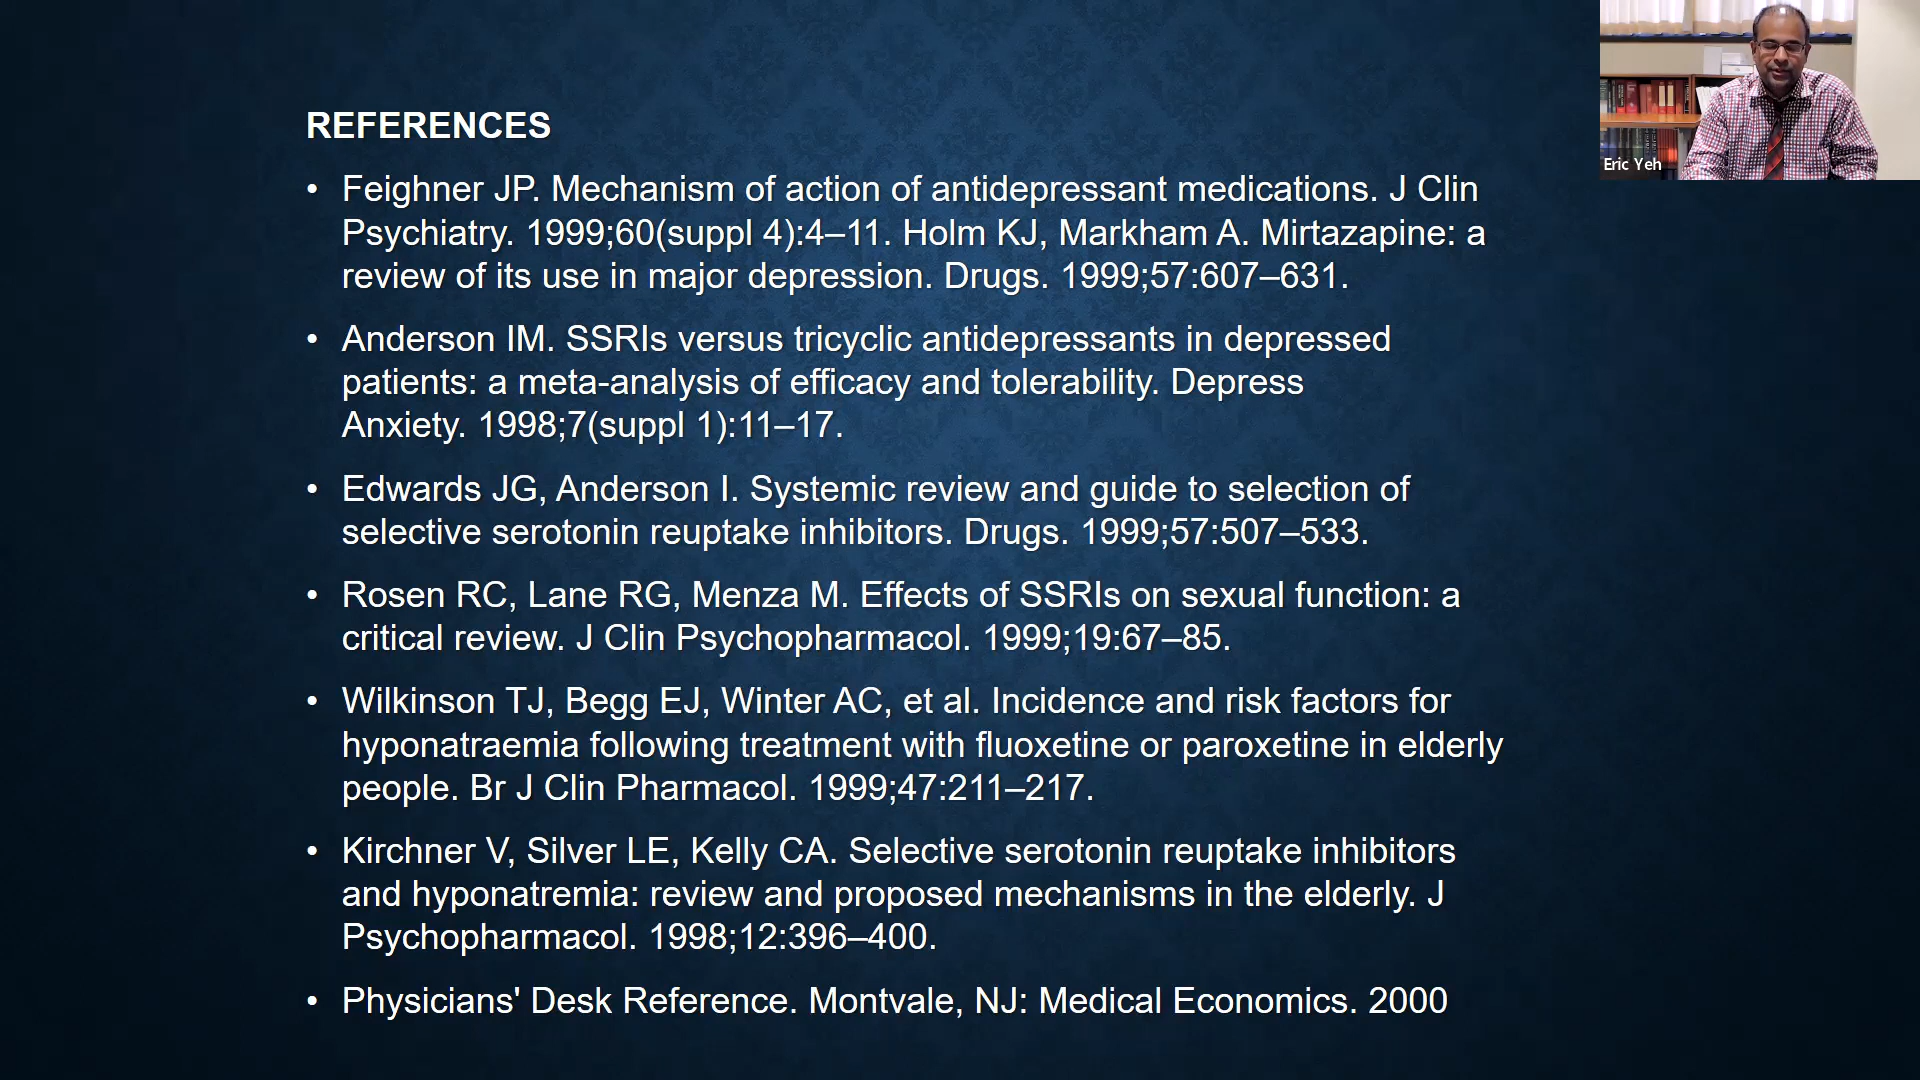 REFERENCES
• Feighner JP. Mechanism of action of antidepressant medications. J Clin
Psychiatry. 1999;60(suppl 4):4–11. Holm KJ, Markham A. Mirtazapine: a
review of its use in major depression. Drugs. 1999;57:607–631.
• Anderson IM. SSRIs versus tricyclic antidepressants in depressed
patients: a meta-analysis of efficacy and tolerability. Depress
Anxiety. 1998;7(suppl 1):11–17.
• Edwards JG, Anderson I. Systemic review and guide to selection of
selective serotonin reuptake inhibitors. Drugs. 1999;57:507–533.
• Rosen RC, Lane RG, Menza M. Effects of SSRIs on sexual function: a
critical review. J Clin Psychopharmacol. 1999;19:67–85.
• Wilkinson TJ, Begg EJ, Winter AC, et al. Incidence and risk factors for
hyponatraemia following treatment with fluoxetine or paroxetine in elderly
people. Br J Clin Pharmacol. 1999;47:211–217.
• Kirchner V, Silver LE, Kelly CA. Selective serotonin reuptake inhibitors
and hyponatremia: review and proposed mechanisms in the elderly. J
Psychopharmacol. 1998;12:396–400.
• Physicians' Desk Reference. Montvale, NJ: Medical Economics. 2000
Eric Yeh